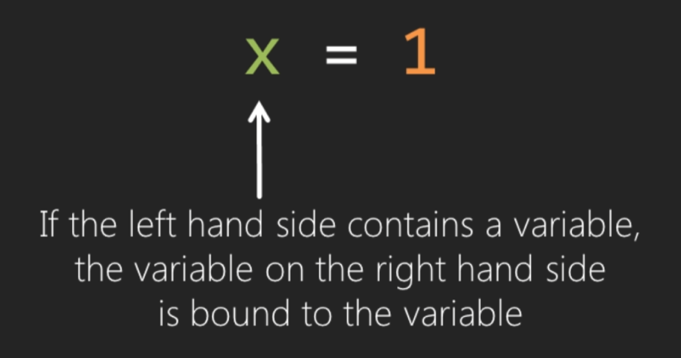 x = 1
If the left hand side contains a variable,
the variable on the right hand side
is bound to the variable